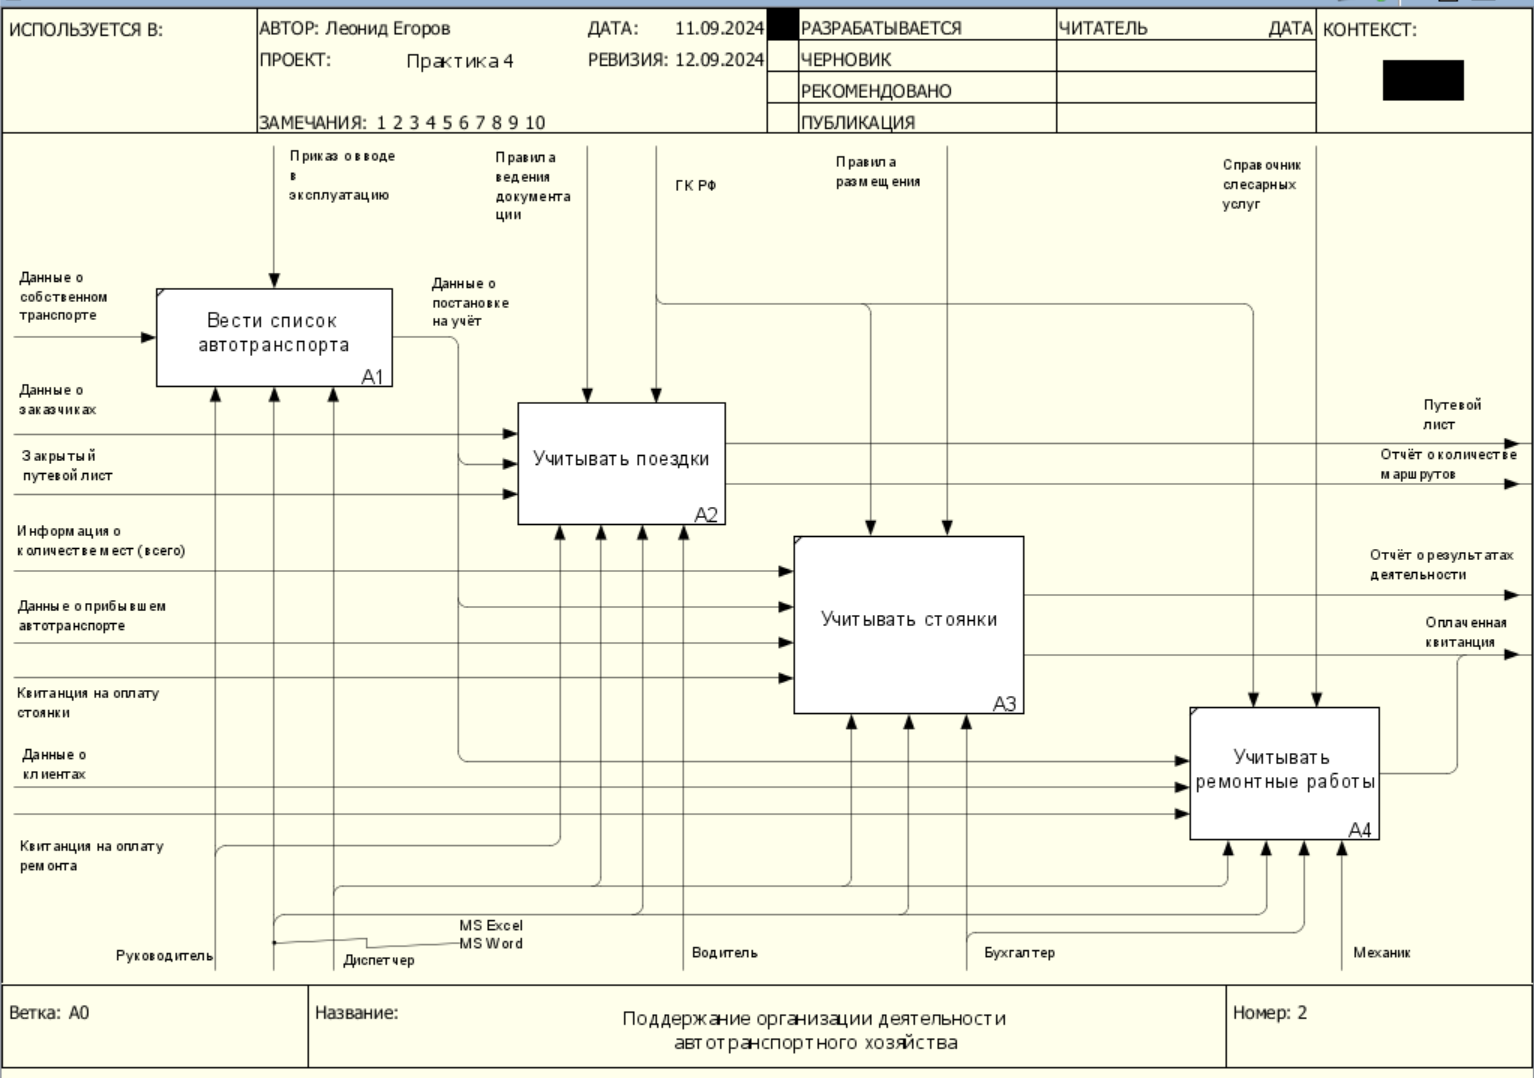 ИСПОЛЬЗУЕТСЯ В:
АВТОР: Леонид Егоров
ДАТА: 11.09.2024
ПРОЕКТ: Практика 4
РЕВИЗИЯ: 12.09.2024
ЗАМЕЧАНИЯ: 1 2 3 4 5 6 7 8 9 10
РАЗРАБАТЫВАЕТСЯ
ЧЕРНОВИК
РЕКОМЕНДОВАНО
ПУБЛИКАЦИЯ
ЧИТАТЕЛЬ
ДАТА
КОНТЕКСТ:
Приказ о вводе
в
эксплуатацию
Правила
ведения
документа
ции
ГК РФ
Правила
размещения
Справочник
слесарных
услуг
Данные о
собственном
транспорте
Вести список
автотранспорта
A1
Данные о
постановке
на учёт
Данные о
заказчиках
Закрытый
путевой лист
Учитывать поездки
A2
Путевой
лист
Отчёт о количестве
маршрутов
Информация о
количестве мест (всего)
Данные о прибывшем
автотранспорте
Учитывать стоянки
A3
Отчёт о результатах
деятельности
Оплаченная
квитанция
Квитанция на оплату
стоянки
Данные о
клиентах
Учитывать
ремонтные работы
A4
Квитанция на оплату
ремонта
Руководитель
MS Excel
MS Word
Диспетчер
Водитель
Бухгалтер
Механик
Ветка: A0
Название:
Поддержание организации деятельности
автотранспортного хозяйства
Номер: 2